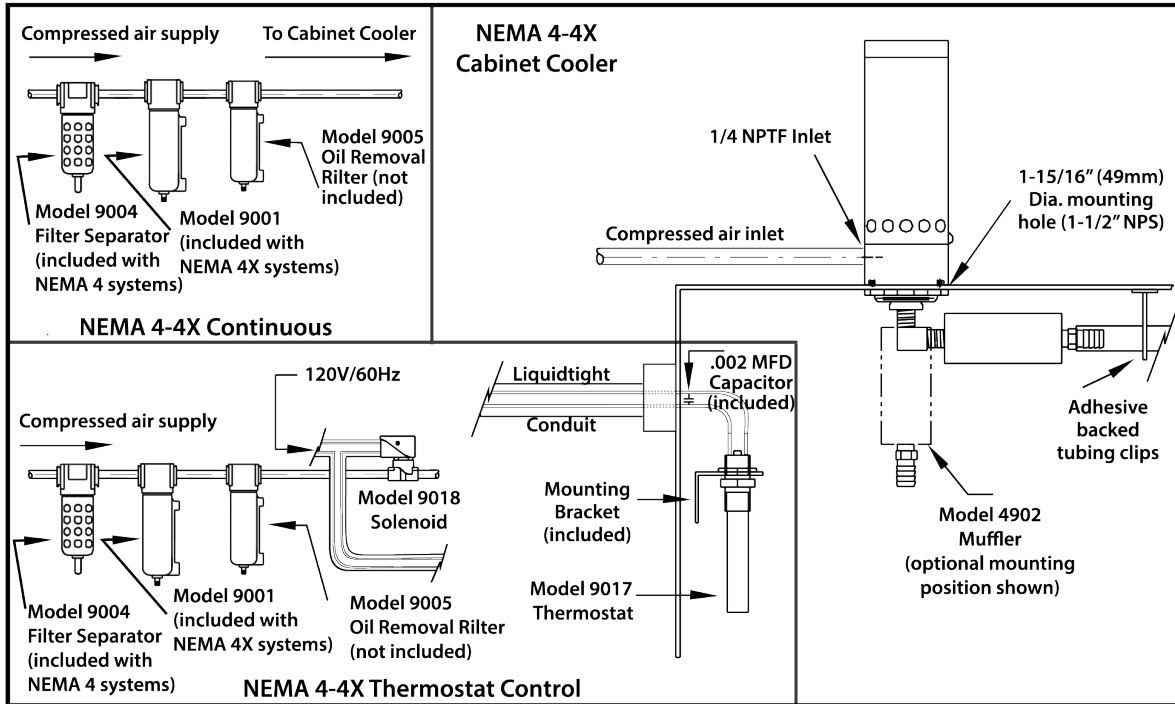 Compressed air supply
To Cabinet Cooler
Model 9005
Oil Removal
Rilter (not
included)
Model 9004
Filter Separator
(included with
NEMA 4 systems)
Model 9001
(included with
NEMA 4X systems)
NEMA 4-4X Continuous
NEMA 4-4X
Cabinet Cooler
1/4 NPTF Inlet
1-15/16” (49mm)
Dia. mounting
hole (1-1/2” NPS)
Compressed air inlet
Adhesive
backed
tubing clips
Model 4902
Muffler
(optional mounting
position shown)
120V/60Hz
Liquidtight
Conduit
.002 MFD
Capacitor
(included)
Compressed air supply
Model 9018
Solenoid
Mounting
Bracket
(included)
Model 9017
Thermostat
Model 9004
Filter Separator
(included with
NEMA 4 systems)
Model 9001
(included with
NEMA 4X systems)
Model 9005
Oil Removal Rilter
(not included)
NEMA 4-4X Thermostat Control